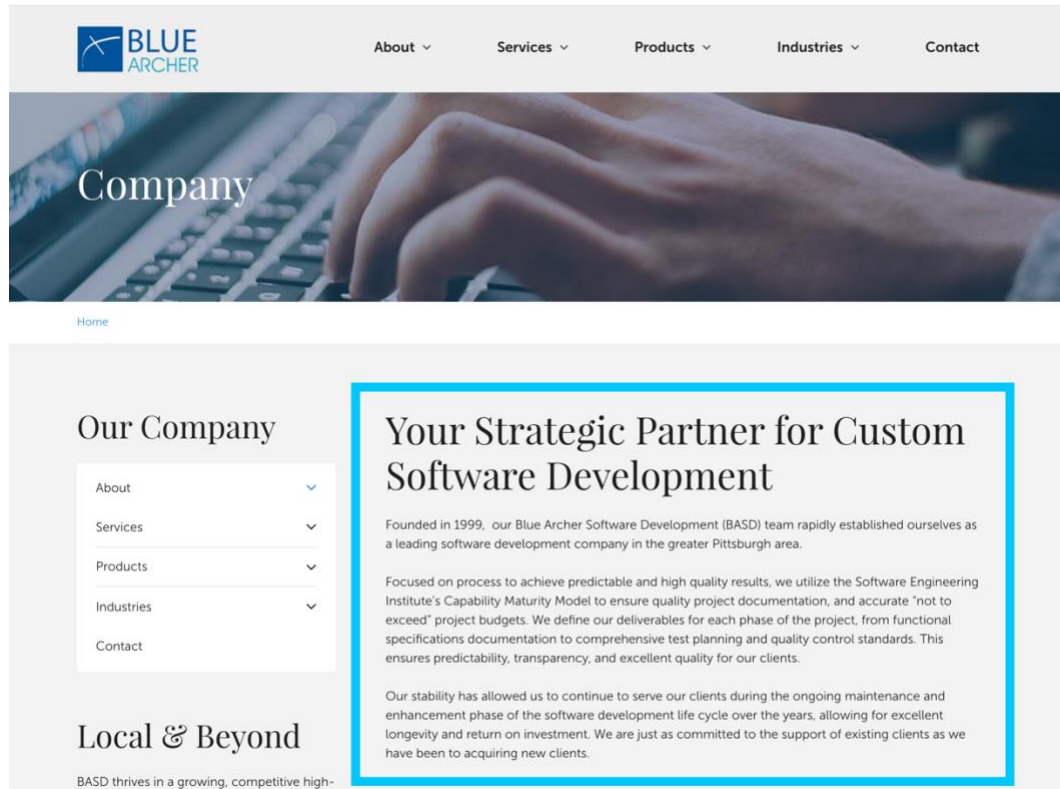 BLUE
ARCHER
About
Services
Products
Industries
Contact
Company
Home
Our Company
About
Services
Products
Industries
Contact
Local & Beyond
BASD thrives in a growing, competitive high-
Your Strategic Partner for Custom
Software Development
Founded in 1999,  our Blue Archer Software Development (BASD) team rapidly established ourselves as
a leading software development company in the greater Pittsburgh area.
Focused on process to achieve predictable and high quality results, we utilize the Software Engineering
Institute's Capability Maturity Model to ensure quality project documentation, and accurate "not to
exceed" project budgets. We define our deliverables for each phase of the project, from functional
specifications documentation to comprehensive test planning and quality control standards. This
ensures predictability, transparency, and excellent quality for our clients.
Our stability has allowed us to continue to serve our clients during the ongoing maintenance and
enhancement phase of the software development life cycle over the years, allowing for excellent
longevity and return on investment. We are just as committed to the support of existing clients as we
have been to acquiring new clients.